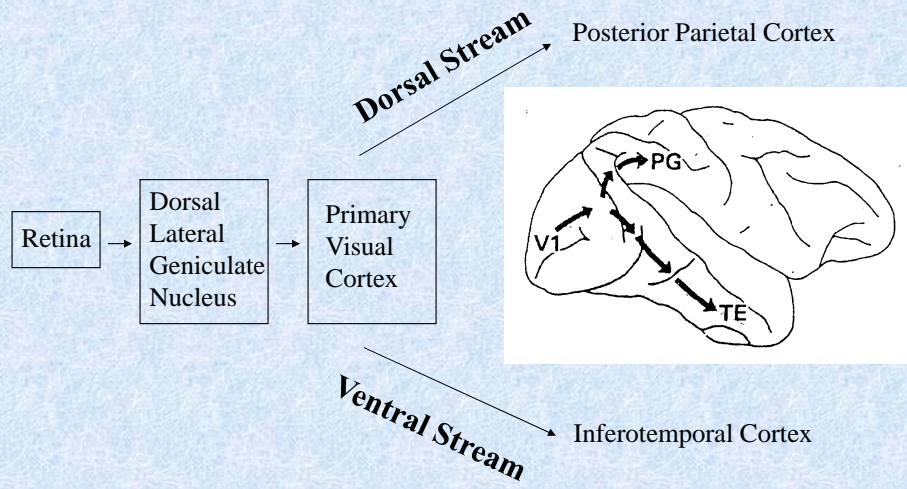 Dorsal Stream
Posterior Parietal Cortex
Retina
Dorsal
Lateral
Geniculate
Nucleus
Primary
Visual
Cortex
PG
V1
TE
Ventral Stream
Inferotemporal Cortex